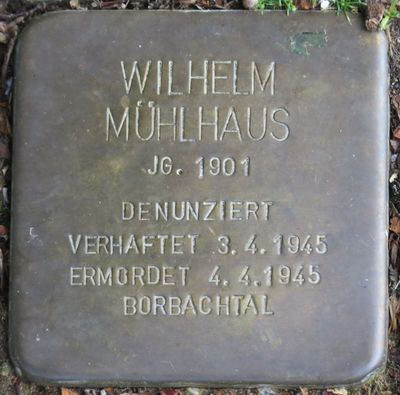 WILHELM
MÜHLHAUS
JG. 1901
DENUNZIERT
VERHAFTET 3.4.1945
ERMORDET 4.4.1945
BORBACHTAL